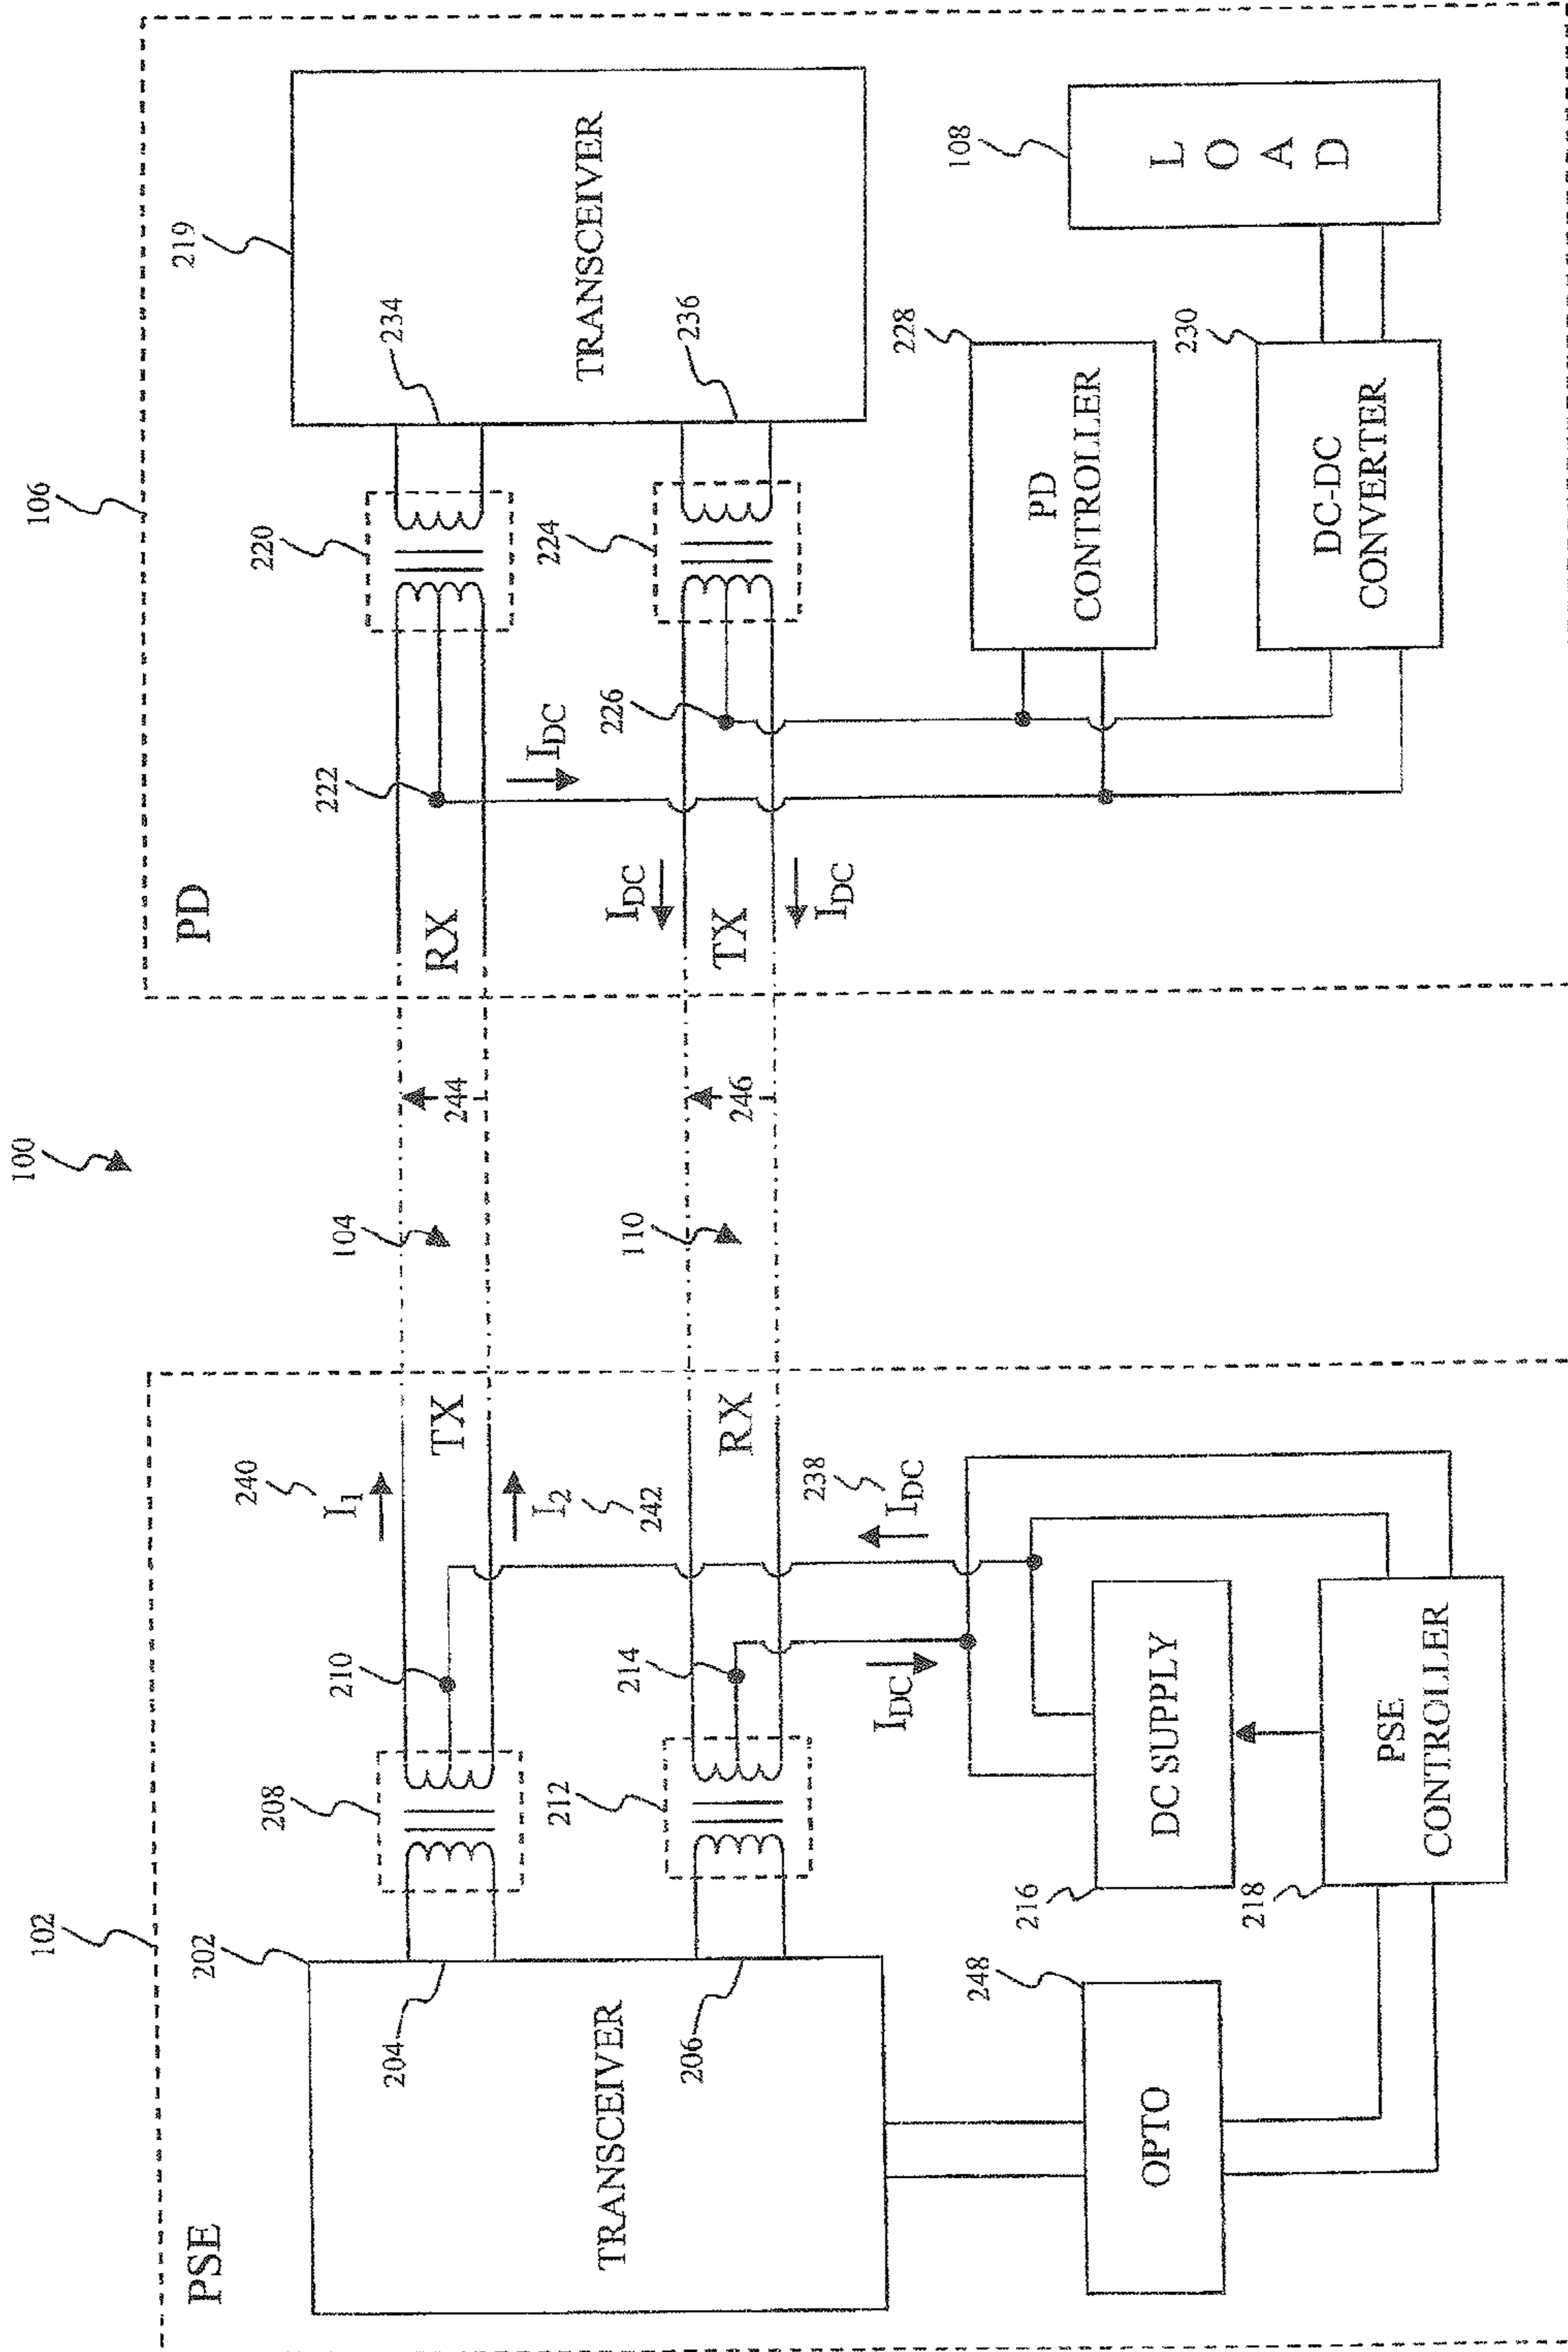 100
102
PSE
202
TRANSCEIVER
204
206
208
210
212
214
240
I1
TX
I2
242
RX
238
IDC
IDC
216
DC SUPPLY
218
PSE
CONTROLLER
248
OPTO
104
244
110
246
106
PD
RX
222
IDC
220
234
219
TRANSCEIVER
IDC
TX
IDC
226
224
236
228
PD
CONTROLLER
230
DC-DC
CONVERTER
108
LOAD